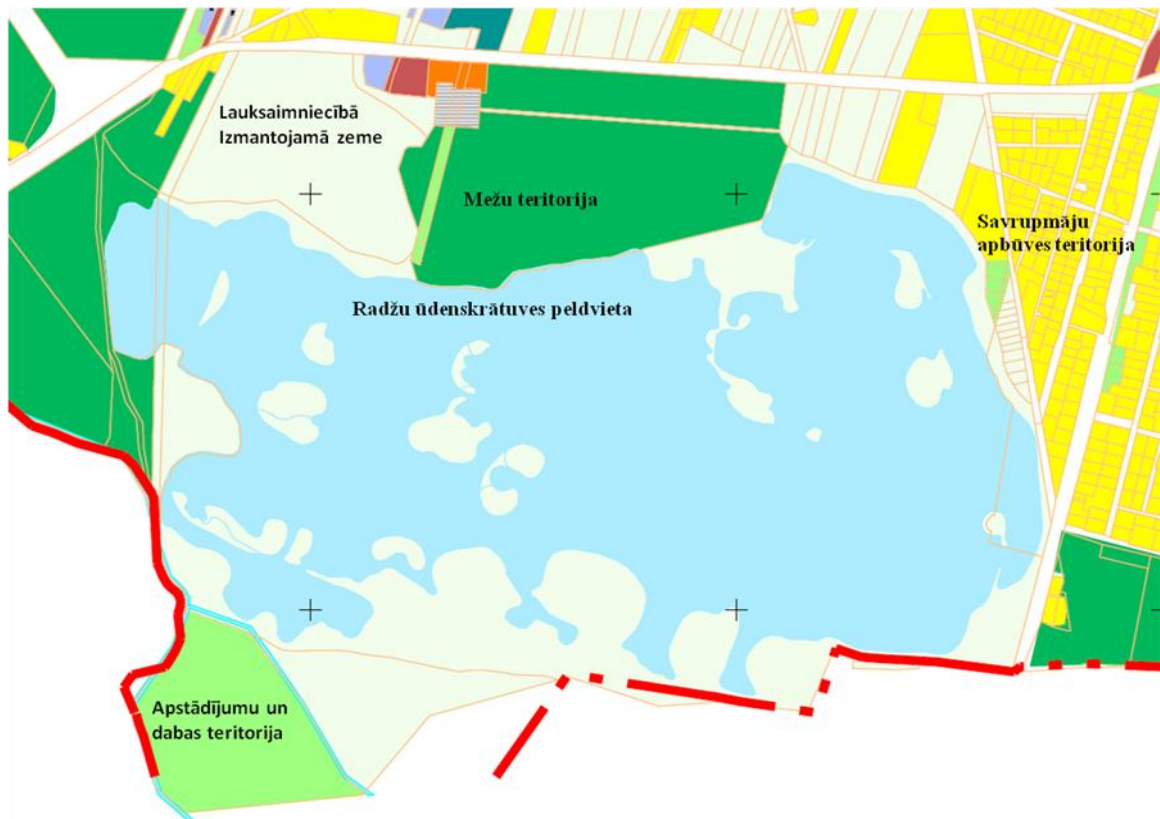 Lauksaimniecībā
Izmantojamā zeme
Mežu teritorija
Savrupmāju
apbūves teritorija
Radžu ūdenskrātuves peldvieta
Apstādījumu un
dabas teritorija